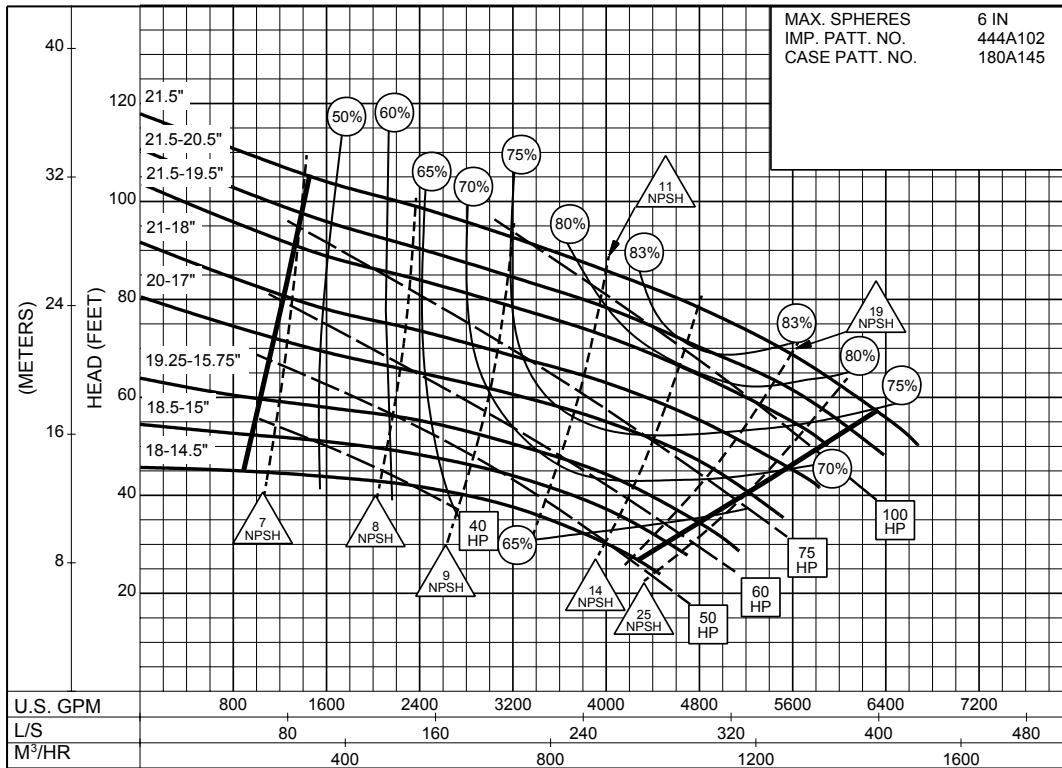 MAX. SPHERES 6 IN
IMP. PATT. NO. 444A102
CASE PATT. NO. 180A145
40
32
24
16
8
(METERS)
HEAD (FEET)
120
100
80
60
40
20
21.5"
21.5-20.5"
21.5-19.5"
21-18"
20-17"
19.25-15.75"
18.5-15"
18-14.5"
50%
60%
65%
70%
75%
80%
83%
83%
80%
75%
70%
65%
11
NPSH
19
NPSH
7
NPSH
8
NPSH
9
NPSH
14
NPSH
25
NPSH
40
HP
50
HP
60
HP
75
HP
100
HP
U.S. GPM 800 1600 2400 3200 4000 4800 5600 6400 7200
L/S 80 160 240 320 400 480
M³/HR 400 800 1200 1600